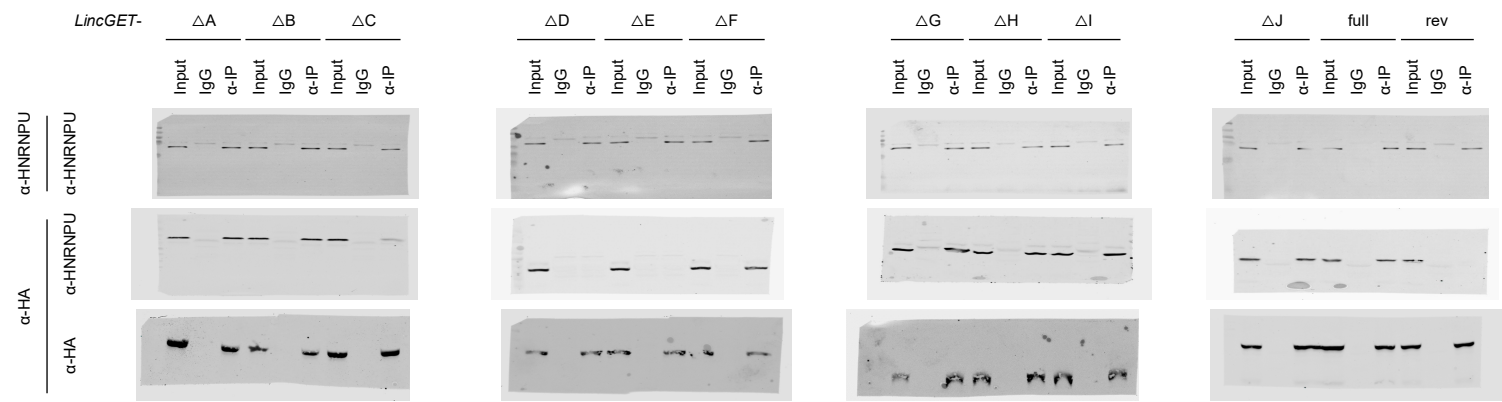 LincGET- △A △B △C △D △E △F △G △H △I △J full rev
Input IgG α-IP Input IgG α-IP Input IgG α-IP Input IgG α-IP Input IgG α-IP Input IgG α-IP Input IgG α-IP Input IgG α-IP Input IgG α-IP Input IgG α-IP Input IgG α-IP Input IgG α-IP
α-HNRNPU α-HNRNPU
α-HA α-HNRNPU
α-HA